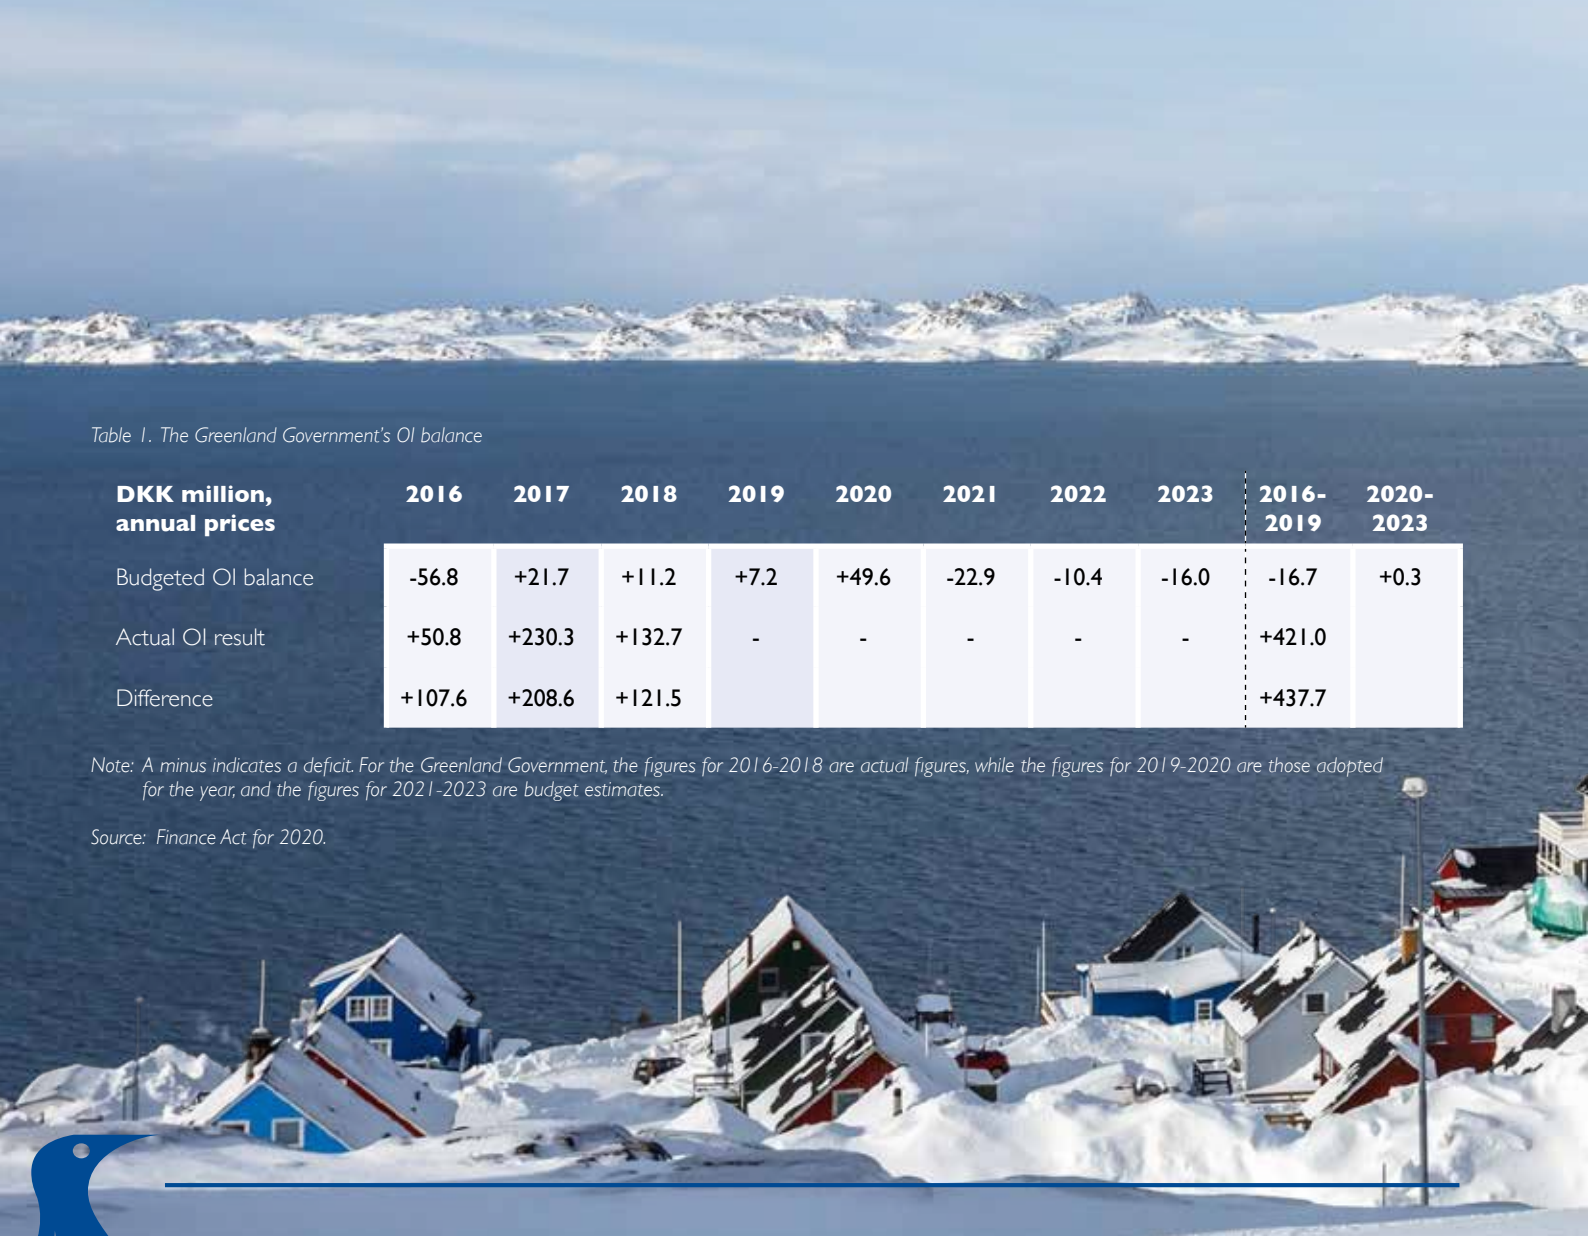 Table 1. The Greenland Government's OI balance
DKK million, 2016 2017 2018 2019 2020 2021 2022 2023 2016- 2020-
annual prices 2019 2023
Budgeted OI balance -56.8 +21.7 +11.2 +7.2 +49.6 -22.9 -10.4 -16.0 -16.7 +0.3
Actual OI result +50.8 +230.3 +132.7 - - - - - +421.0
Difference +107.6 +208.6 +121.5 +437.7
Note: A minus indicates a deficit. For the Greenland Government, the figures for 2016-2018 are actual figures, while the figures for 2019-2020 are those adopted
for the year, and the figures for 2021-2023 are budget estimates.
Source: Finance Act for 2020.